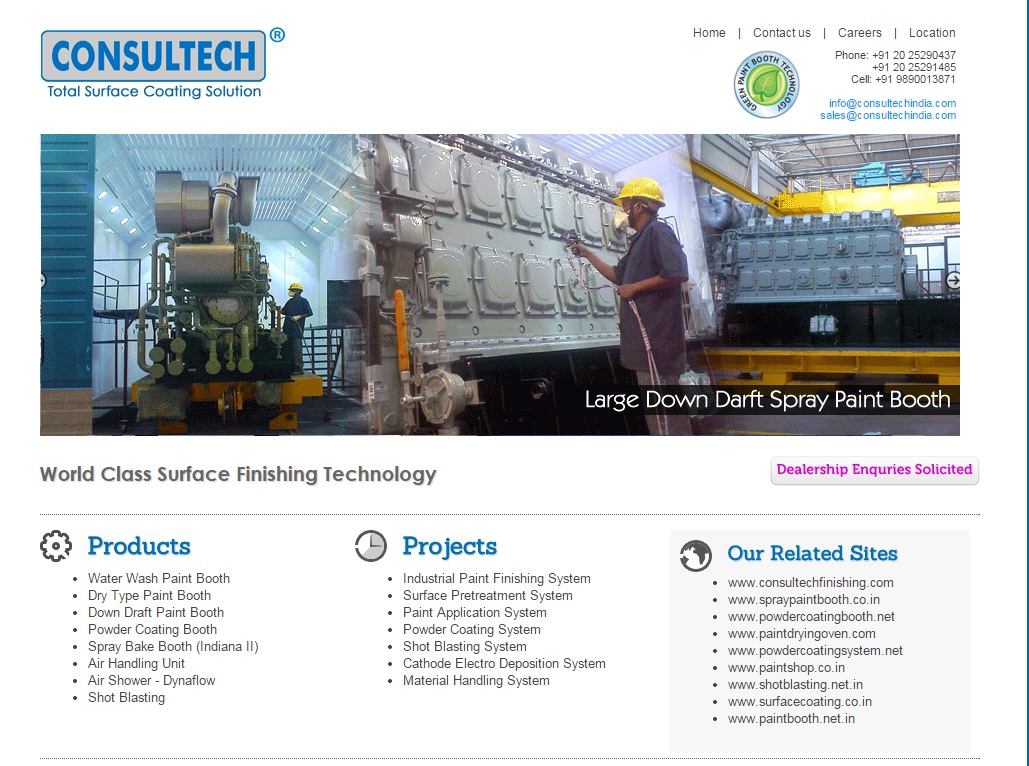 CONSULTECH ®
Total Surface Coating Solution
Home | Contact us | Careers | Location
GREEN PAINT BOOTH TECHNOLOGY
Phone: +91 20 25290437
+91 20 25291485
Cell: +91 9890013871
info@consultechindia.com
sales@consultechindia.com
Large Down Darft Spray Paint Booth
World Class Surface Finishing Technology
Dealership Enquries Solicited
Products
• Water Wash Paint Booth
• Dry Type Paint Booth
• Down Draft Paint Booth
• Powder Coating Booth
• Spray Bake Booth (Indiana II)
• Air Handling Unit
• Air Shower - Dynaflow
• Shot Blasting
Projects
• Industrial Paint Finishing System
• Surface Pretreatment System
• Paint Application System
• Powder Coating System
• Shot Blasting System
• Cathode Electro Deposition System
• Material Handling System
Our Related Sites
• www.consultechfinishing.com
• www.spraypaintbooth.co.in
• www.powdercoatingbooth.net
• www.paintdryingoven.com
• www.powdercoatingsystem.net
• www.paintshop.co.in
• www.shotblasting.net.in
• www.surfacecoating.co.in
• www.paintbooth.net.in